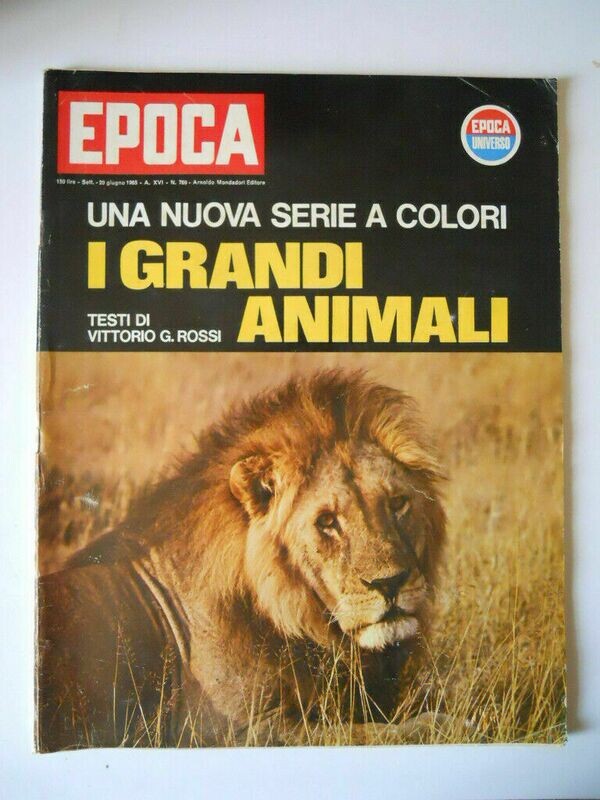 EPOCA
150 lire - Sett. - 20 giugno 1965 - A. XVI - N. 769 - Arnoldo Mondadori Editore
EPOCA
UNIVERSO
UNA NUOVA SERIE A COLORI
I GRANDI
ANIMALI
TESTI DI
VITTORIO G. ROSSI